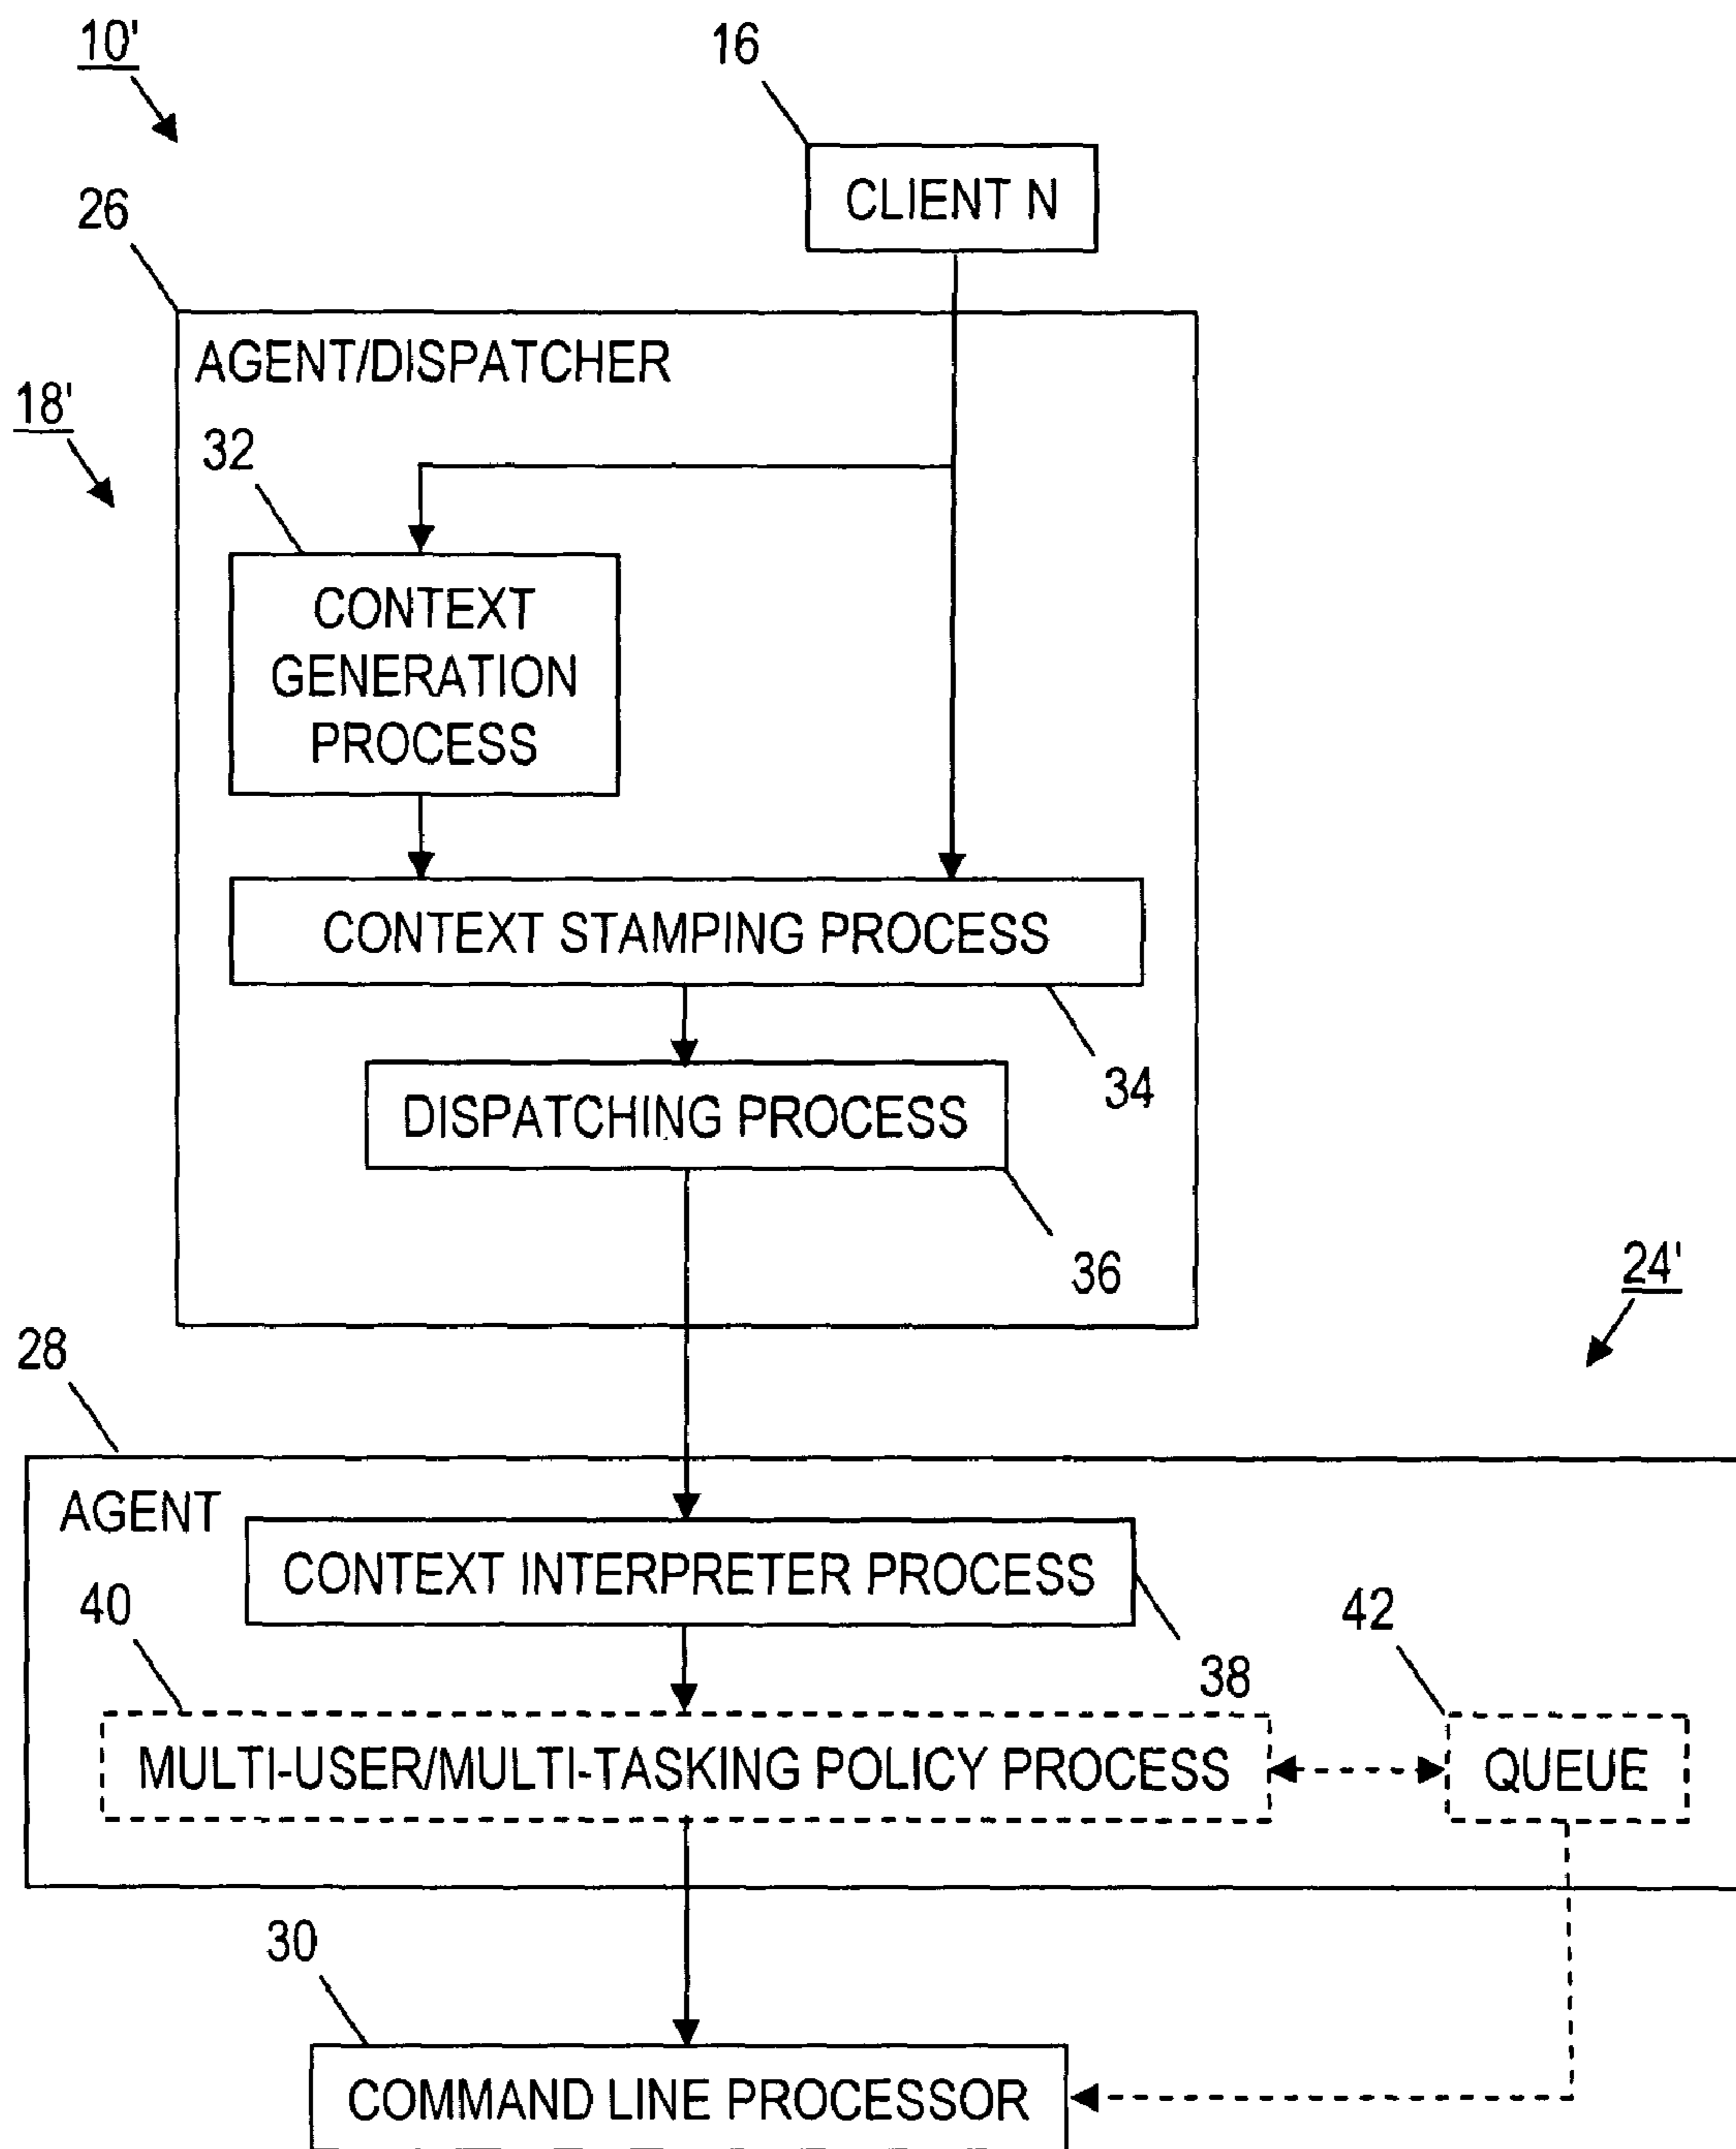 10'
16
CLIENT N
26
AGENT/DISPATCHER
18'
32
CONTEXT
GENERATION
PROCESS
CONTEXT STAMPING PROCESS
34
DISPATCHING PROCESS
36
24'
28
AGENT
CONTEXT INTERPRETER PROCESS
40
42
38
MULTI-USER/MULTI-TASKING POLICY PROCESS
QUEUE
30
COMMAND LINE PROCESSOR